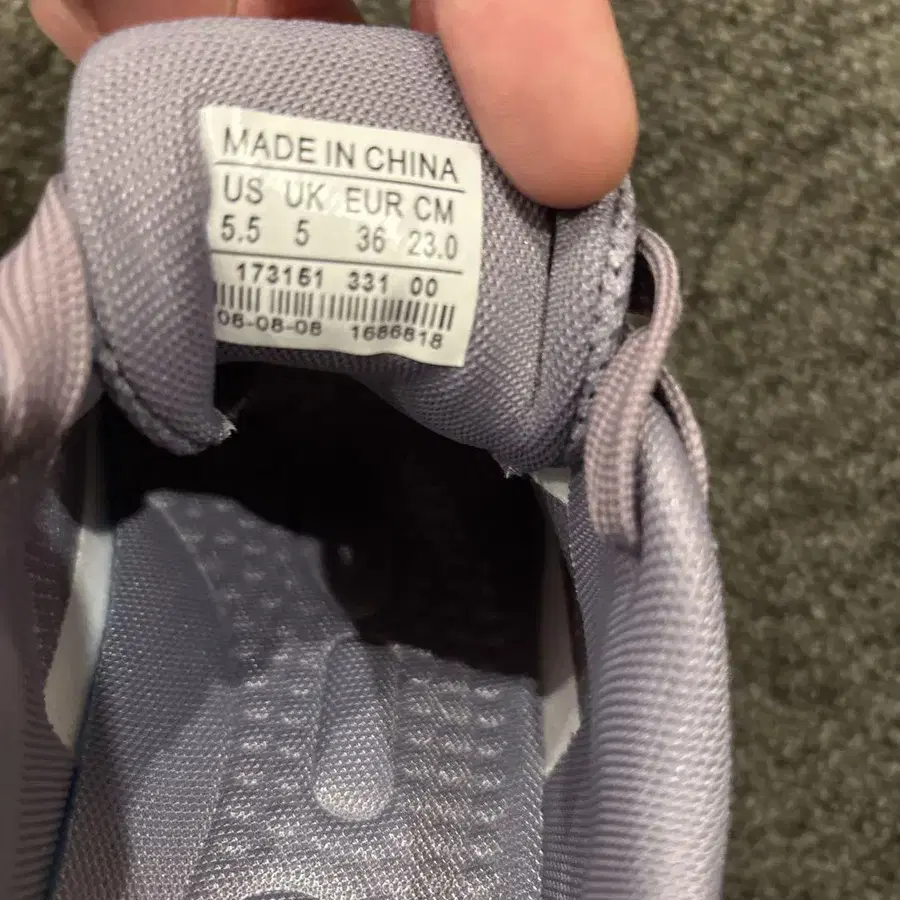 MADE IN CHINA
US UK EUR CM
5.5 5 36 23.0
173151 331 00
08-08-08 1686818